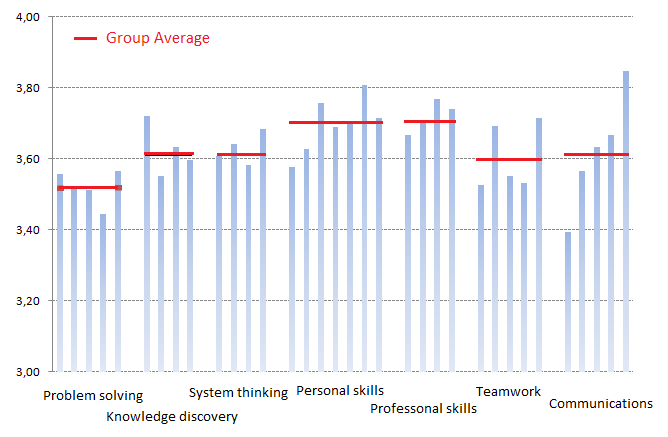 4,00
Group Average
3,80
3,60
3,40
3,20
3,00
Problem solving
Knowledge discovery
System thinking
Personal skills
Professonal skills
Teamwork
Communications